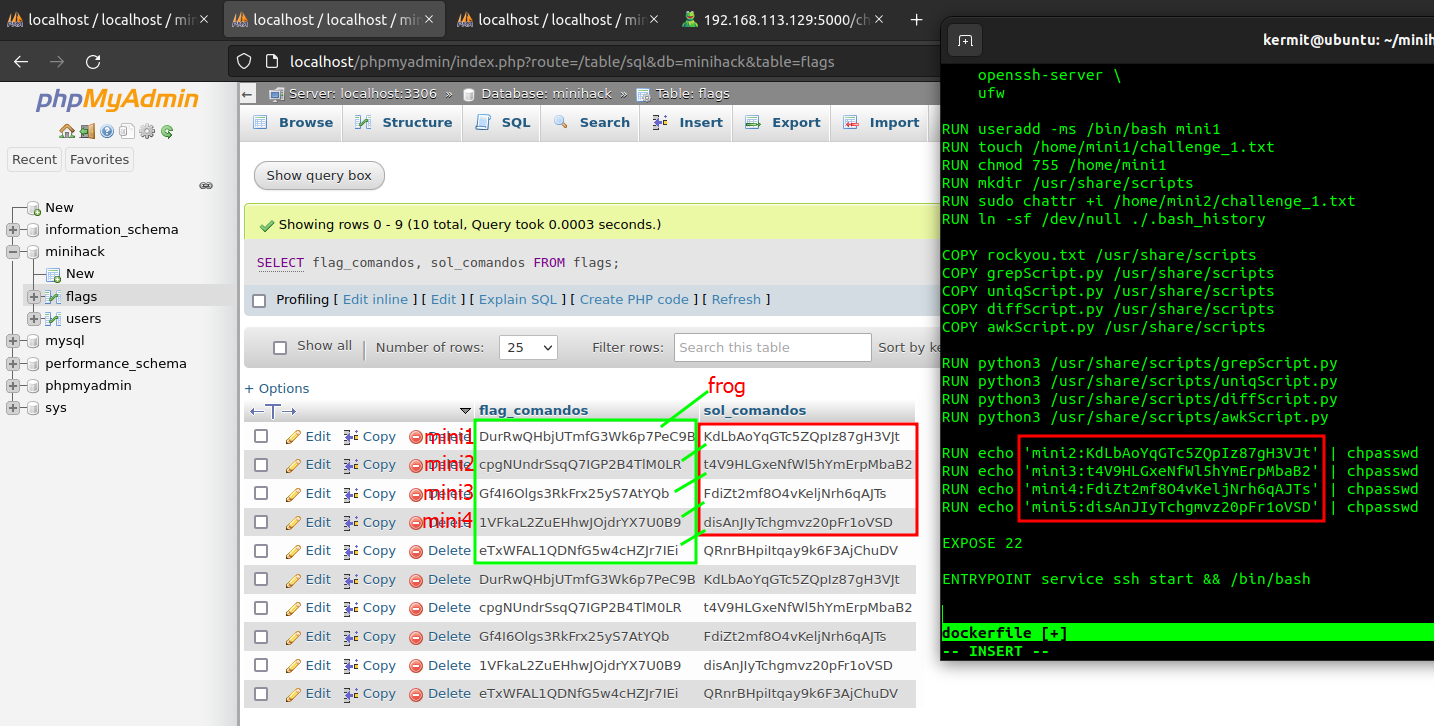 localhost / localhost / mi
localhost / localhost / mi
localhost / localhost / mi
192.168.113.129:5000/ch
localhost/phpmyadmin/index.php?route=/table/sql&db=minihack&table=flags
phpMyAdmin
Recent
Favorites
New
information_schema
minihack
New
flags
users
mysql
performance_schema
phpmyadmin
sys
Server: localhost:3306 » Database: minihack » Table: flags
Browse Structure SQL Search Insert Export Import
Show query box
Showing rows 0 - 9 (10 total, Query took 0.0003 seconds.)
SELECT flag_comandos, sol_comandos FROM flags;
Profiling [ Edit inline ] [ Edit ] [ Explain SQL ] [ Create PHP code ] [ Refresh ]
Show all Number of rows: 25 Filter rows: Search this table Sort by ke
+ Options
frog
←T→ flag_comandos sol_comandos
Edit Copy Delete mini1 DurRwQHbjUTmfG3Wk6p7PeC9B KdLbAoYqGTc5ZQpIz87gH3VJt
Edit Copy Delete mini2 cpgNUndrSsqQ7IGP2B4TlM0LR t4V9HLGxeNfWl5hYmErpMbaB2
Edit Copy Delete mini3 Gf4I6Olgs3RkFrx25yS7AtYQb FdiZt2mf8O4vKeljNrh6qAJTs
Edit Copy Delete mini4 1VFkaL2ZuEHhwJOjdrYX7U0B9 disAnJIyTchgmvz20pFr1oVSD
Edit Copy Delete eTxWFAL1QDNfG5w4cHZJr7IEi QRnrBHpiItqay9k6F3AjChuDV
Edit Copy Delete DurRwQHbjUTmfG3Wk6p7PeC9B KdLbAoYqGTc5ZQpIz87gH3VJt
Edit Copy Delete cpgNUndrSsqQ7IGP2B4TlM0LR t4V9HLGxeNfWl5hYmErpMbaB2
Edit Copy Delete Gf4I6Olgs3RkFrx25yS7AtYQb FdiZt2mf8O4vKeljNrh6qAJTs
Edit Copy Delete 1VFkaL2ZuEHhwJOjdrYX7U0B9 disAnJIyTchgmvz20pFr1oVSD
Edit Copy Delete eTxWFAL1QDNfG5w4cHZJr7IEi QRnrBHpiItqay9k6F3AjChuDV
kermit@ubuntu: ~/minih
openssh-server \
ufw
RUN useradd -ms /bin/bash mini1
RUN touch /home/mini1/challenge_1.txt
RUN chmod 755 /home/mini1
RUN mkdir /usr/share/scripts
RUN sudo chattr +i /home/mini2/challenge_1.txt
RUN ln -sf /dev/null ./.bash_history
COPY rockyou.txt /usr/share/scripts
COPY grepScript.py /usr/share/scripts
COPY uniqScript.py /usr/share/scripts
COPY diffScript.py /usr/share/scripts
COPY awkScript.py /usr/share/scripts
RUN python3 /usr/share/scripts/grepScript.py
RUN python3 /usr/share/scripts/uniqScript.py
RUN python3 /usr/share/scripts/diffScript.py
RUN python3 /usr/share/scripts/awkScript.py
RUN echo 'mini2:KdLbAoYqGTc5ZQpIz87gH3VJt' | chpasswd
RUN echo 'mini3:t4V9HLGxeNfWl5hYmErpMbaB2' | chpasswd
RUN echo 'mini4:FdiZt2mf8O4vKeljNrh6qAJTs' | chpasswd
RUN echo 'mini5:disAnJIyTchgmvz20pFr1oVSD' | chpasswd
EXPOSE 22
ENTRYPOINT service ssh start && /bin/bash
dockerfile [+]
-- INSERT --